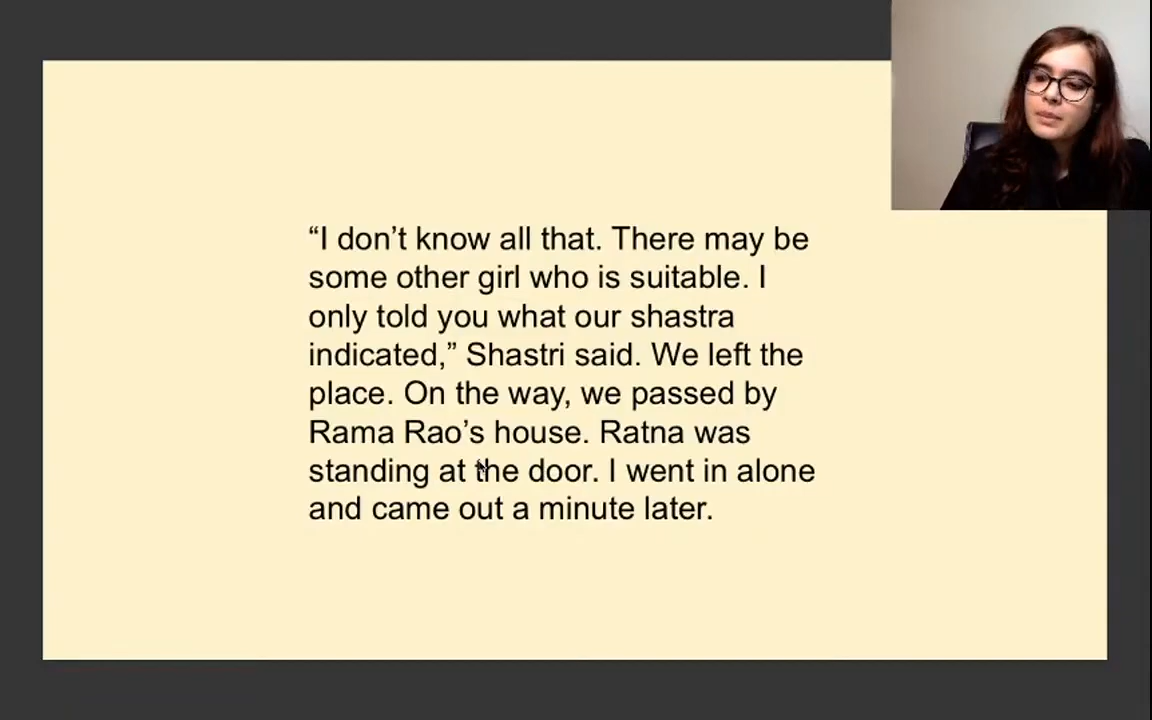 “I don’t know all that. There may be
some other girl who is suitable. I
only told you what our shastra
indicated,” Shastri said. We left the
place. On the way, we passed by
Rama Rao’s house. Ratna was
standing at the door. I went in alone
and came out a minute later.